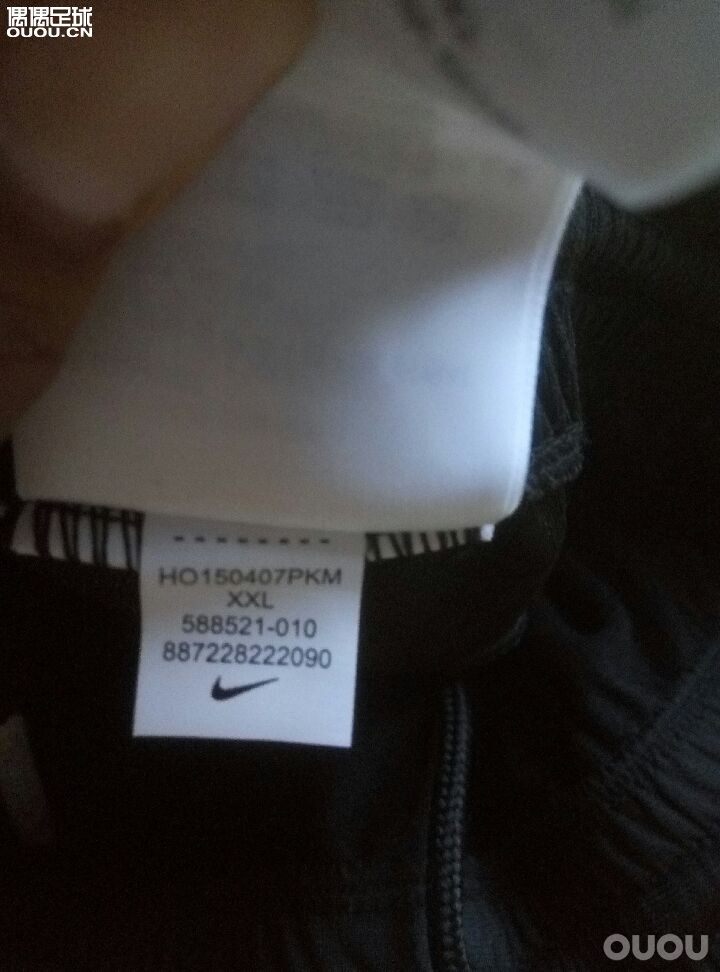 偶偶足球
OUOU.CN
HO150407PKM
XXL
588521-010
887228222090
OUOU